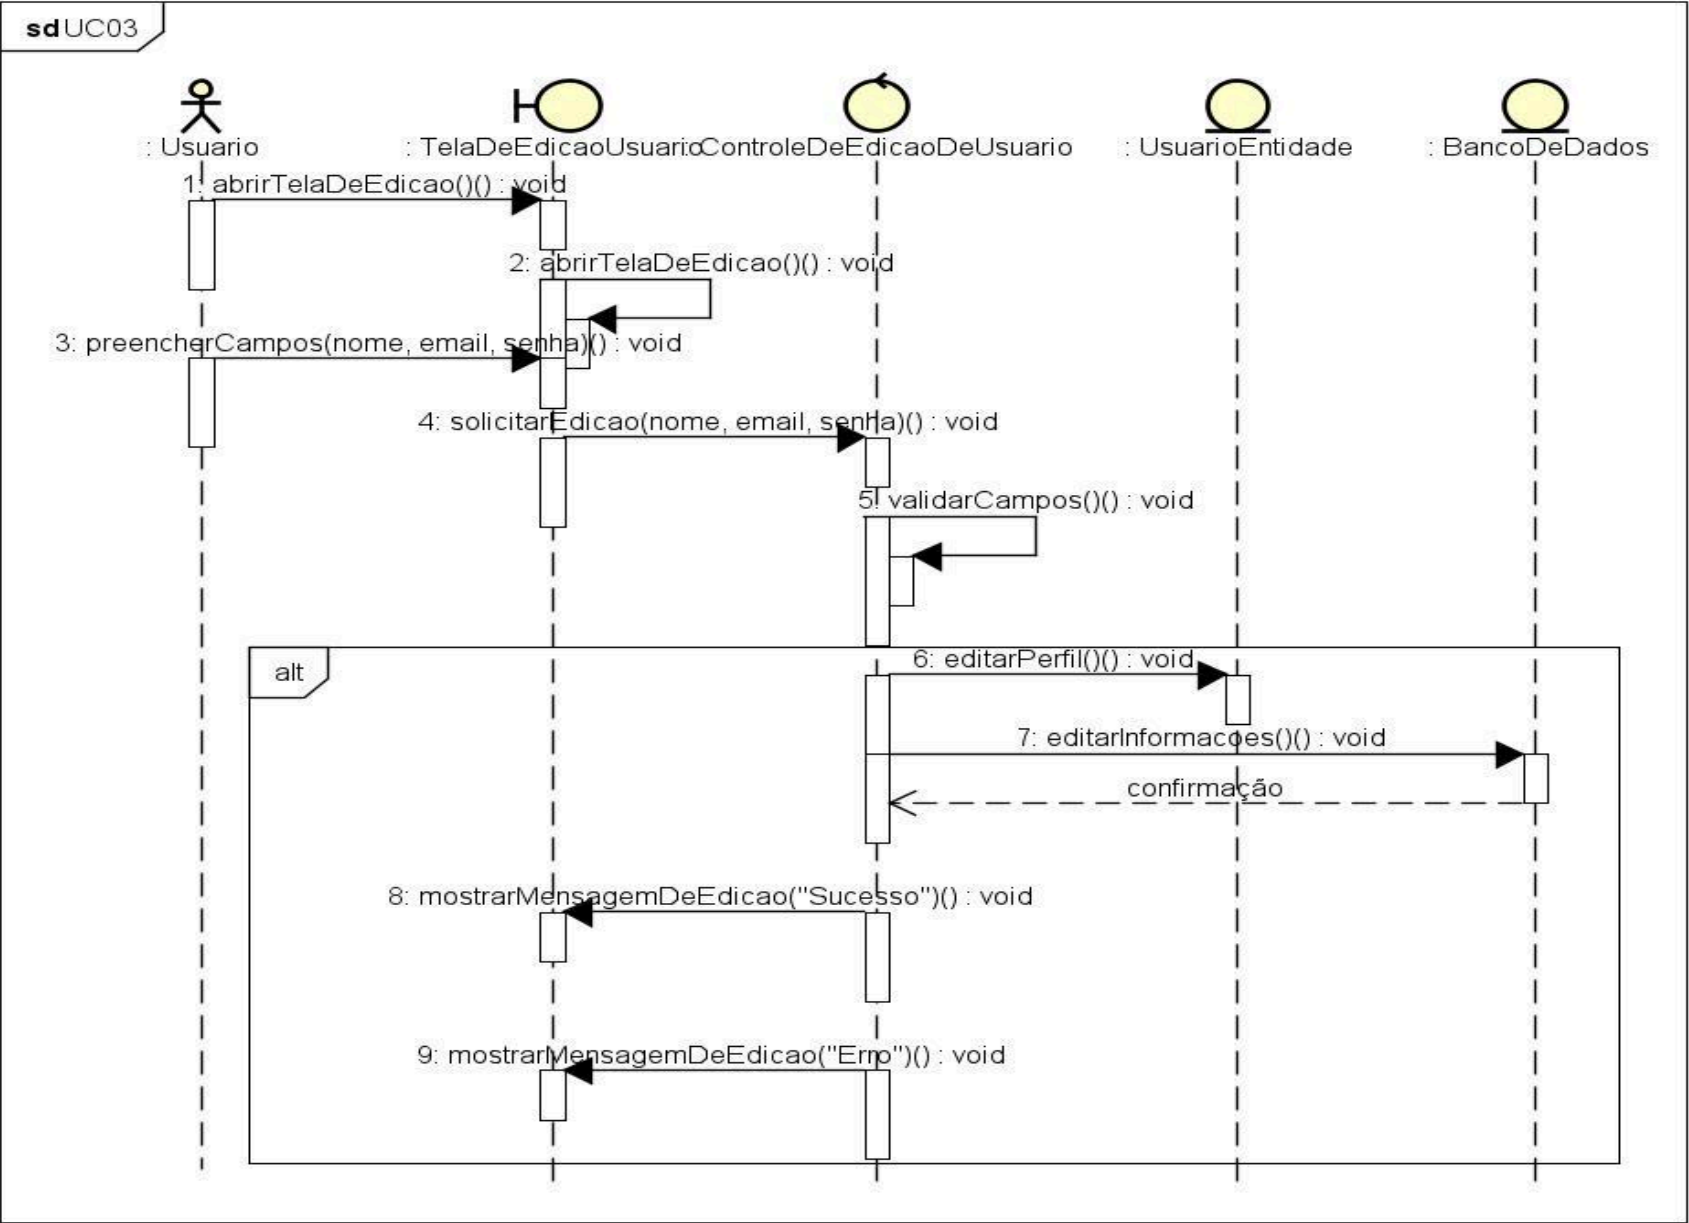 sd UC03
: Usuario
: TelaDeEdicaoUsuario
: ControleDeEdicaoDeUsuario
: UsuarioEntidade
: BancoDeDados
1: abrirTelaDeEdicao()() : void
2: abrirTelaDeEdicao()() : void
3: preencherCampos(nome, email, senha)() : void
4: solicitarEdicao(nome, email, senha)() : void
5: validarCampos()() : void
alt
6: editarPerfil()() : void
7: editarInformacoes()() : void
confirmação
8: mostrarMensagemDeEdicao("Sucesso")() : void
9: mostrarMensagemDeEdicao("Erro")() : void